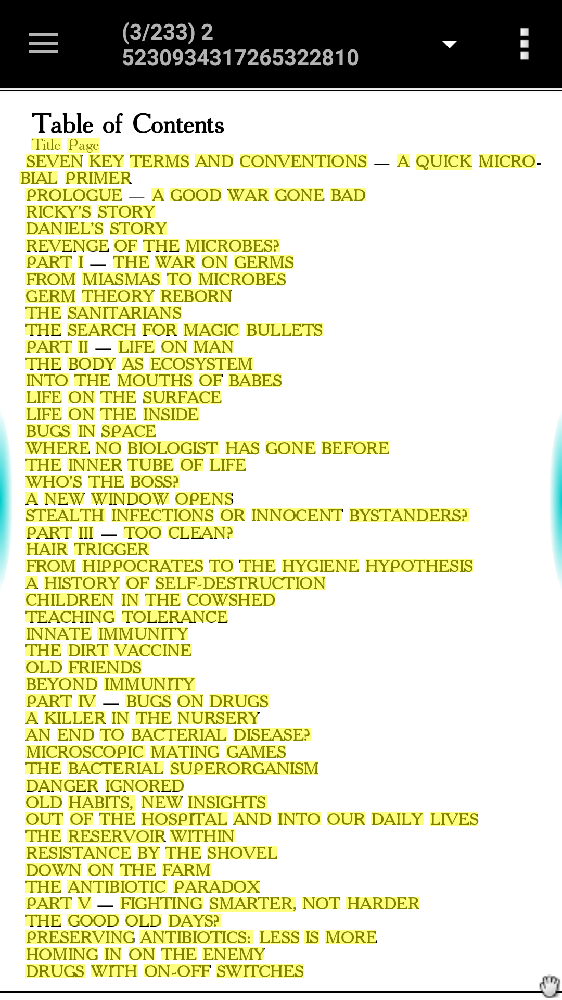 (3/233) 2
5230934317265322810
Table of Contents
Title Page
SEVEN KEY TERMS AND CONVENTIONS — A QUICK MICRO-
BIAL PRIMER
PROLOGUE — A GOOD WAR GONE BAD
RICKY'S STORY
DANIEL'S STORY
REVENGE OF THE MICROBES?
PART I — THE WAR ON GERMS
FROM MIASMAS TO MICROBES
GERM THEORY REBORN
THE SANITARIANS
THE SEARCH FOR MAGIC BULLETS
PART II — LIFE ON MAN
THE BODY AS ECOSYSTEM
INTO THE MOUTHS OF BABES
LIFE ON THE SURFACE
LIFE ON THE INSIDE
BUGS IN SPACE
WHERE NO BIOLOGIST HAS GONE BEFORE
THE INNER TUBE OF LIFE
WHO'S THE BOSS?
A NEW WINDOW OPENS
STEALTH INFECTIONS OR INNOCENT BYSTANDERS?
PART III — TOO CLEAN?
HAIR TRIGGER
FROM HIPPOCRATES TO THE HYGIENE HYPOTHESIS
A HISTORY OF SELF-DESTRUCTION
CHILDREN IN THE COWSHED
TEACHING TOLERANCE
INNATE IMMUNITY
THE DIRT VACCINE
OLD FRIENDS
BEYOND IMMUNITY
PART IV — BUGS ON DRUGS
A KILLER IN THE NURSERY
AN END TO BACTERIAL DISEASE?
MICROSCOPIC MATING GAMES
THE BACTERIAL SUPERORGANISM
DANGER IGNORED
OLD HABITS, NEW INSIGHTS
OUT OF THE HOSPITAL AND INTO OUR DAILY LIVES
THE RESERVOIR WITHIN
RESISTANCE BY THE SHOVEL
DOWN ON THE FARM
THE ANTIBIOTIC PARADOX
PART V — FIGHTING SMARTER, NOT HARDER
THE GOOD OLD DAYS?
PRESERVING ANTIBIOTICS: LESS IS MORE
HOMING IN ON THE ENEMY
DRUGS WITH ON-OFF SWITCHES